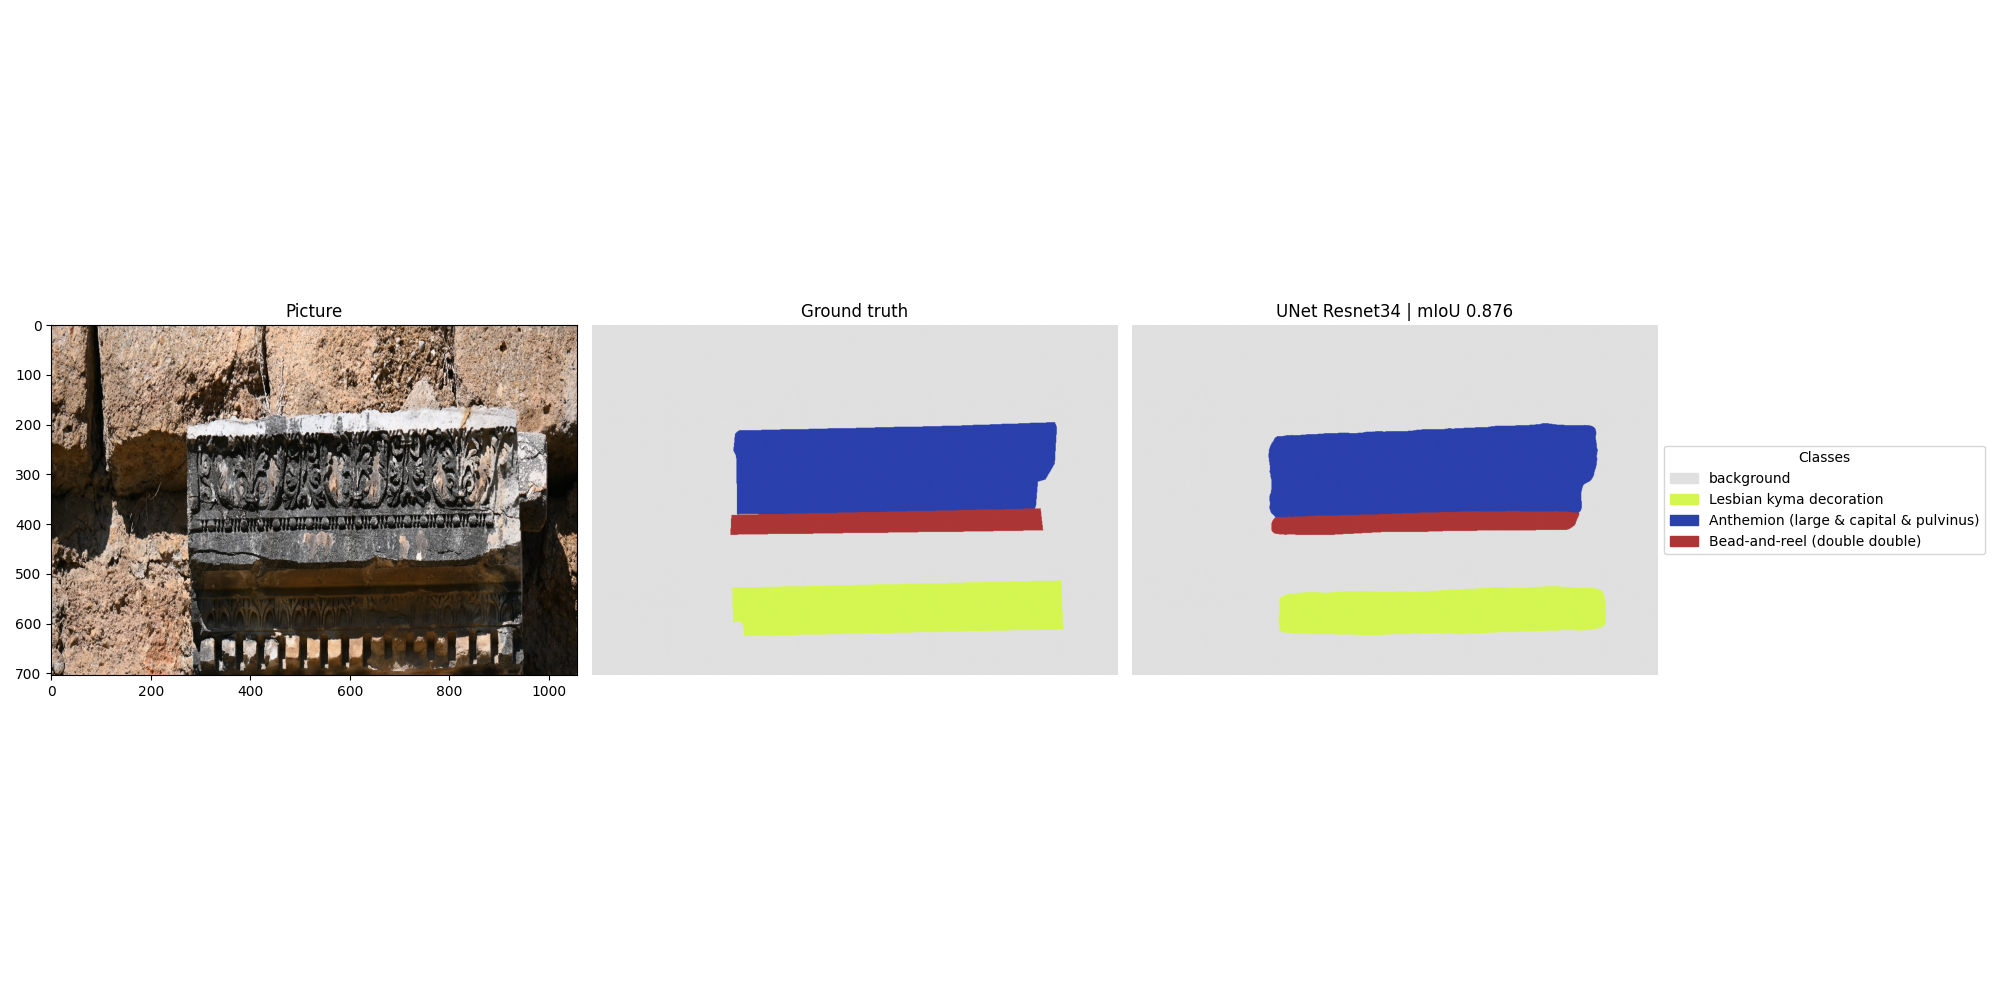 Picture
Ground truth
UNet Resnet34 | mIoU 0.876
0
100
200
300
400
500
600
700
0
200
400
600
800
1000
Classes
background
Lesbian kyma decoration
Anthemion (large & capital & pulvinus)
Bead-and-reel (double double)